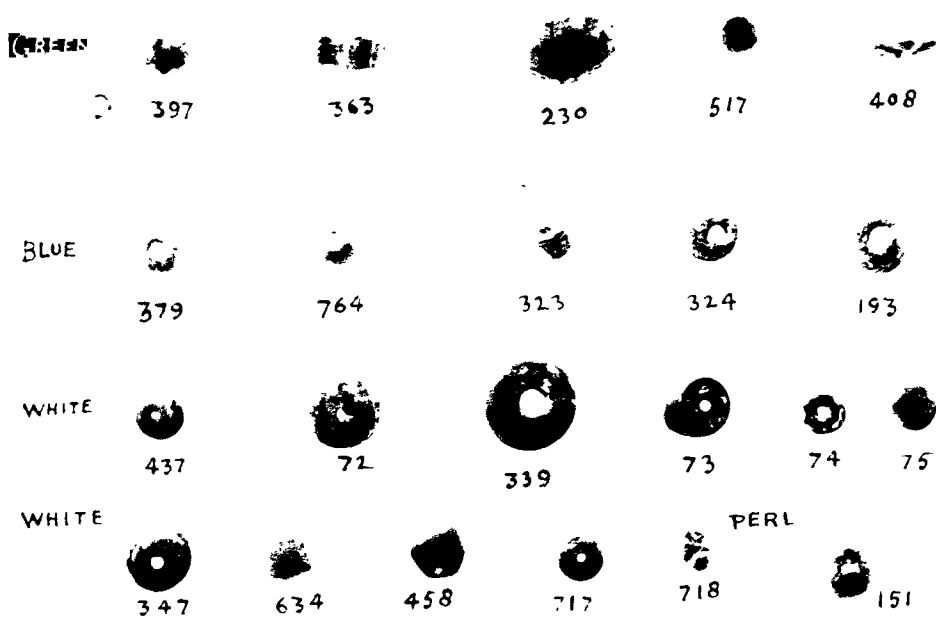 GREEN
397 363 230 517 408
BLUE
379 764 323 324 193
WHITE
437 72 339 73 74 75
WHITE PERL
347 634 458 717 718 151